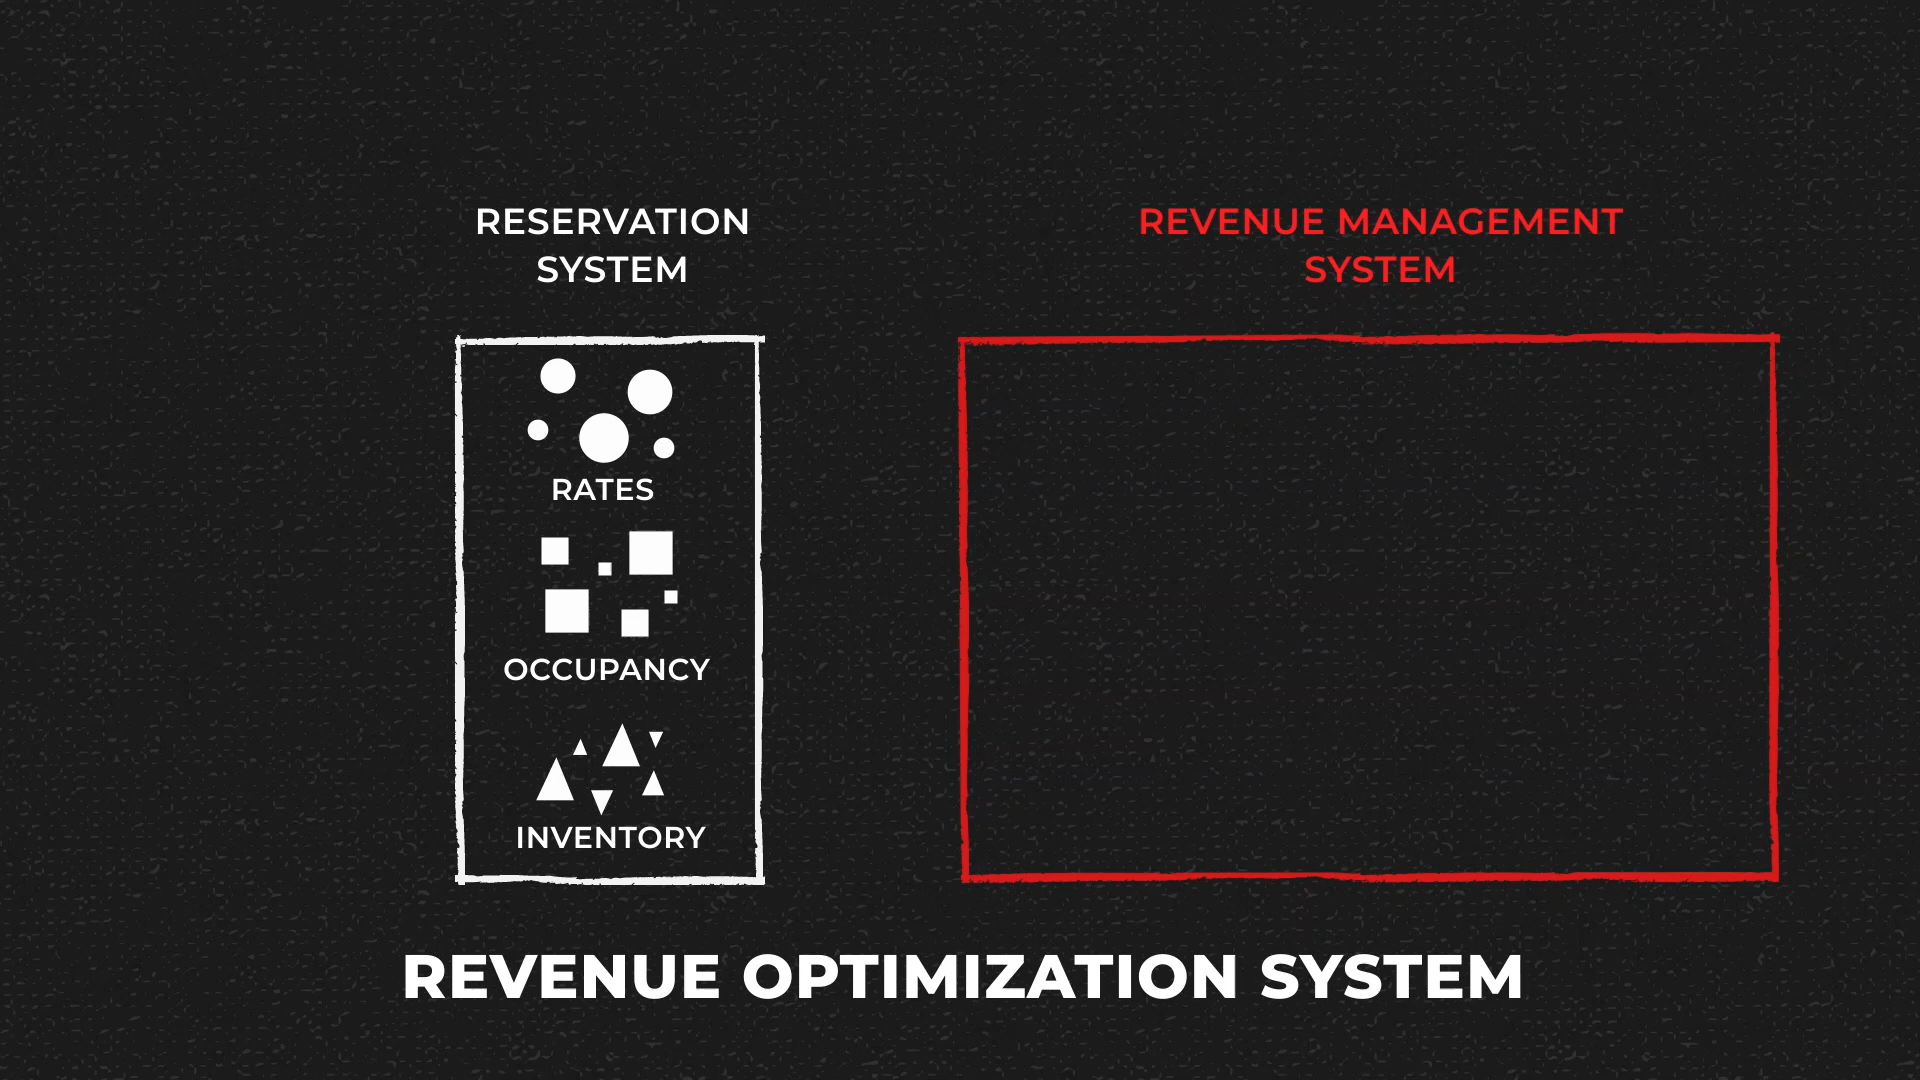 RESERVATION
SYSTEM
REVENUE MANAGEMENT
SYSTEM
RATES
OCCUPANCY
INVENTORY
REVENUE OPTIMIZATION SYSTEM